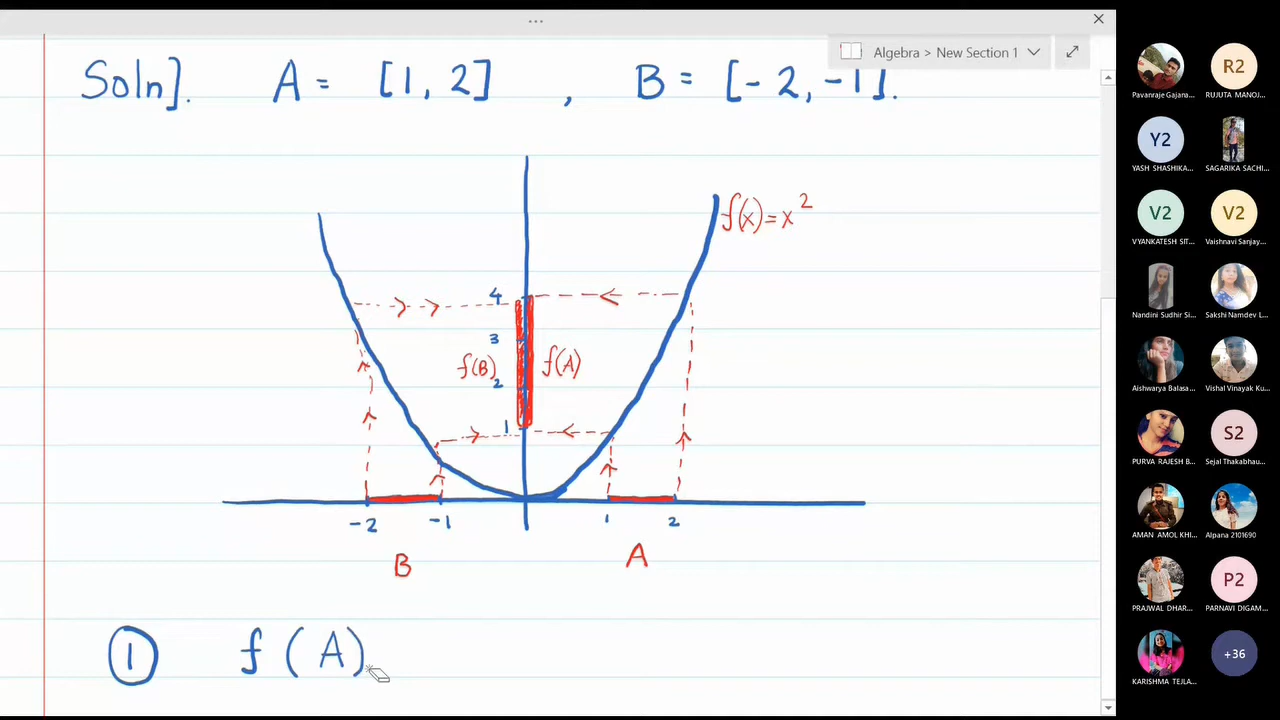 Algebra > New Section 1
Soln]. A = [1, 2] , B = [-2, -1].
f(x) = x²
4
3
f(B) f(A)
2
1
-2 -1 1 2
B A
① f(A)
Pavanraje Gajana...
R2
RUJUTA MANOJ...
Y2
YASH SHASHIKA...
SAGARIKA SACHI...
V2
VYANKATESH SIT...
V2
Vaishnavi Sanjay...
Nandini Sudhir Si...
Sakshi Namdev L...
Aishwarya Balasa...
Vishal Vinayak Ku...
PURVA RAJESH B...
S2
Sejal Thakabhau...
AMAN AMOL KHI...
Alpana 2101690
PRAJWAL DHAR...
P2
PARNAVI DIGAM...
KARISHMA TEJLA...
+36